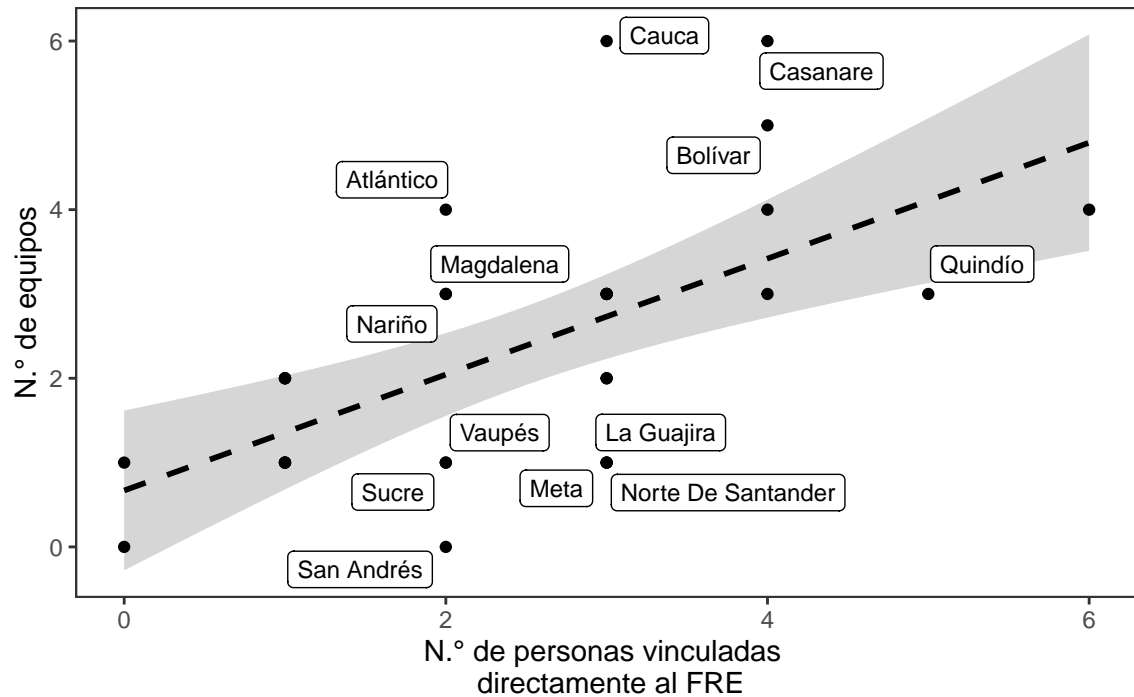 N.° de equipos
6
4
2
0
Cauca
Casanare
Bolívar
Atlántico
Magdalena
Quindío
Nariño
Vaupés
La Guajira
Sucre
Meta
Norte De Santander
San Andrés
0
2
4
6
N.° de personas vinculadas
directamente al FRE